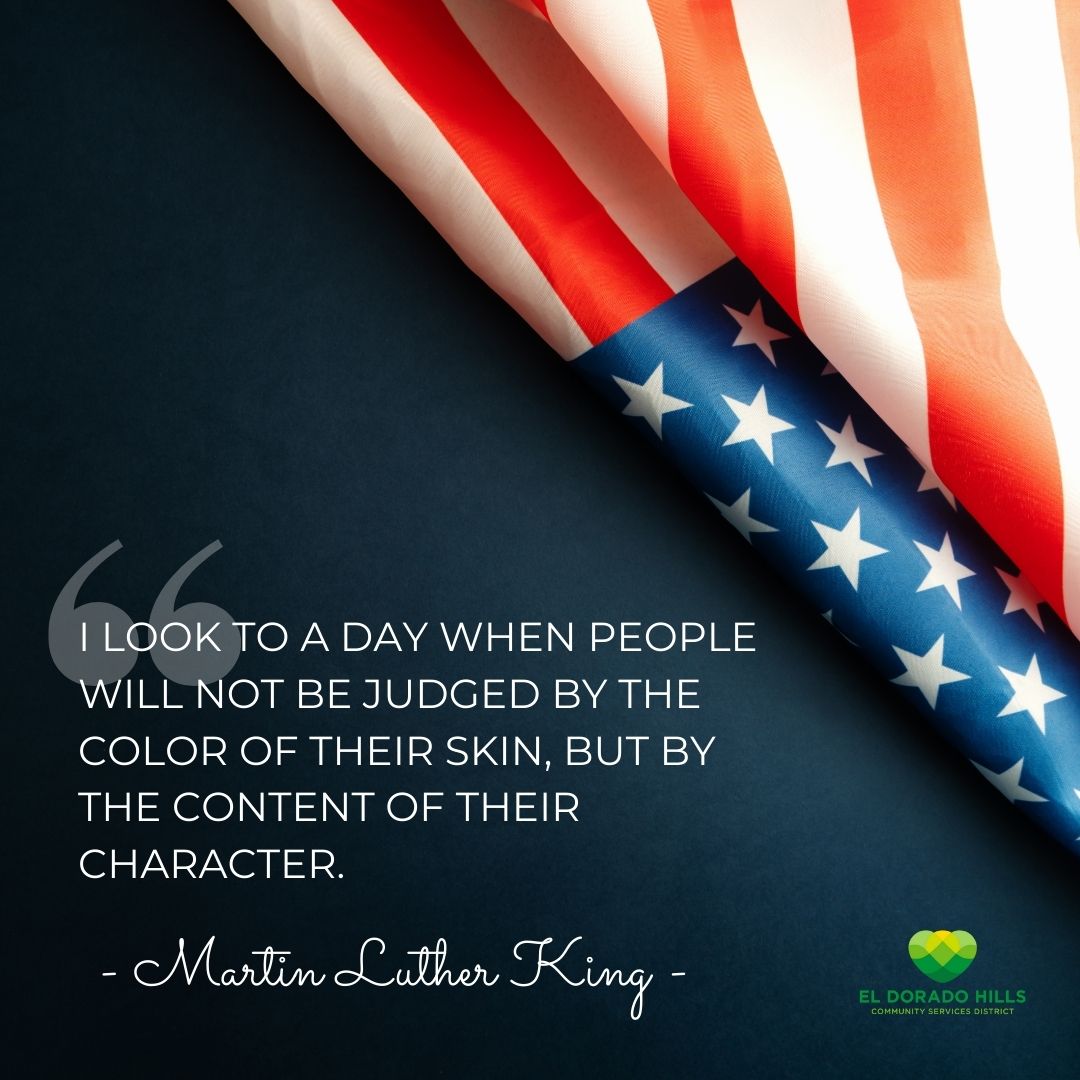 “
I LOOK TO A DAY WHEN PEOPLE
WILL NOT BE JUDGED BY THE
COLOR OF THEIR SKIN, BUT BY
THE CONTENT OF THEIR
CHARACTER.
- Martin Luther King -
EL DORADO HILLS
COMMUNITY SERVICES DISTRICT